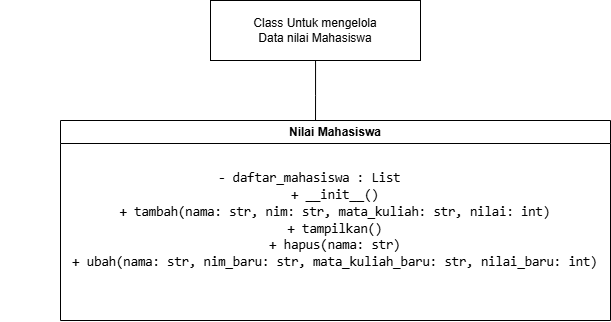 Class Untuk mengelola
Data nilai Mahasiswa
Nilai Mahasiswa
- daftar_mahasiswa : List
+ __init__()
+ tambah(nama: str, nim: str, mata_kuliah: str, nilai: int)
+ tampilkan()
+ hapus(nama: str)
+ ubah(nama: str, nim_baru: str, mata_kuliah_baru: str, nilai_baru: int)